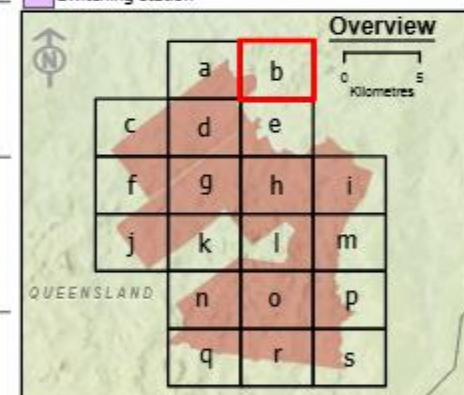 Switching Station
Overview
N
0 5
Kilometres
a b
c d e
f g h i
j k l m
QUEENSLAND
n o p
q r s